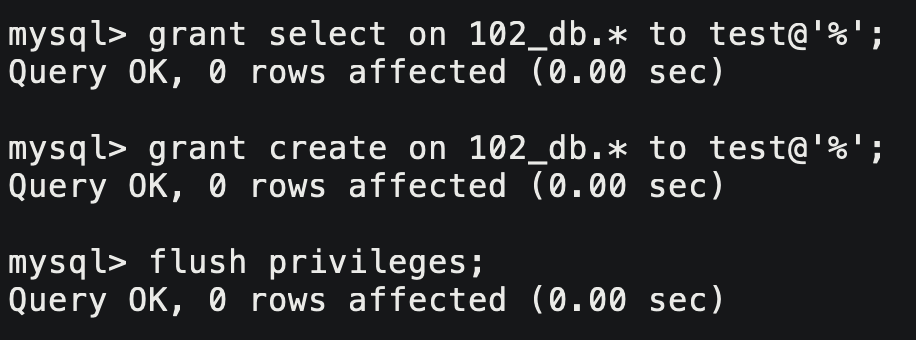 mysql> grant select on 102_db.* to test@'%';
Query OK, 0 rows affected (0.00 sec)
mysql> grant create on 102_db.* to test@'%';
Query OK, 0 rows affected (0.00 sec)
mysql> flush privileges;
Query OK, 0 rows affected (0.00 sec)